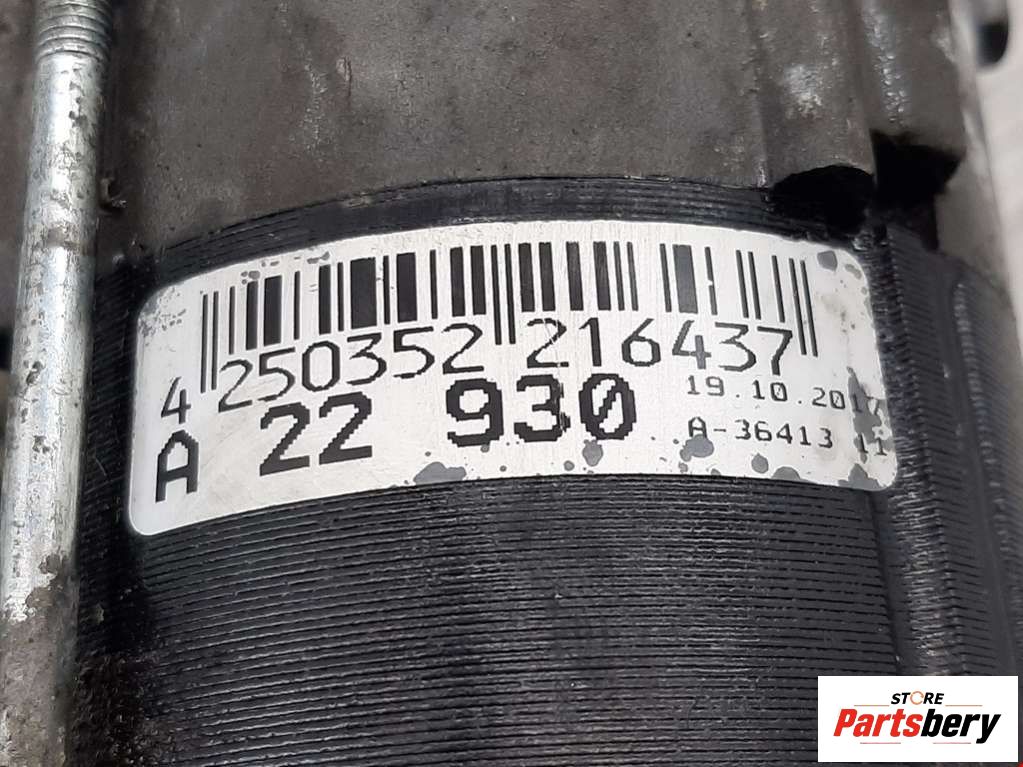 4 250352 216437
A 22 930
19.10.2017
A-36413 11
STORE
Partsbery